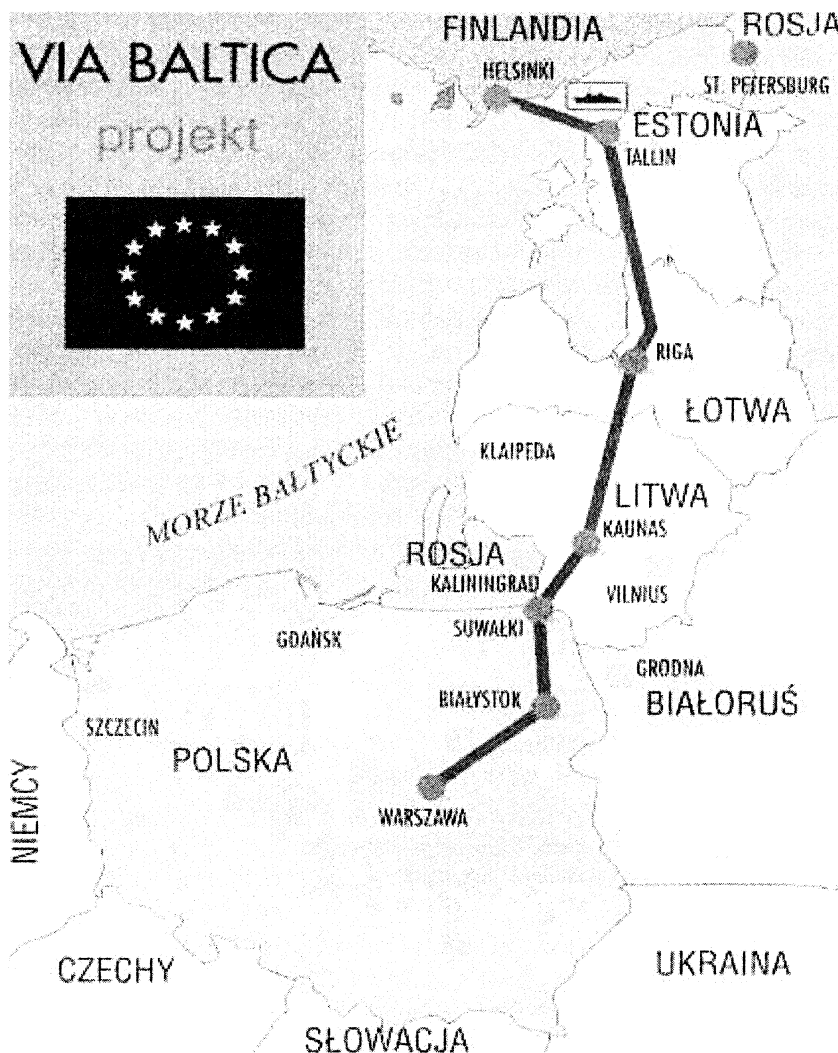 VIA BALTICA
projekt
FINLANDIA
ROSJA
HELSINKI
ST. PETERSBURG
ESTONIA
TALLIN
RIGA
ŁOTWA
MORZE BAŁTYCKIE
KLAIPEDA
LITWA
KAUNAS
ROSJA
KALININGRAD
VILNIUS
SUWAŁKI
GDAŃSK
GRODNA
BIAŁYSTOK
BIAŁORUŚ
SZCZECIN
POLSKA
NIEMCY
WARSZAWA
CZECHY
UKRAINA
SŁOWACJA